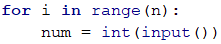 for i in range(n):
    num = int(input())